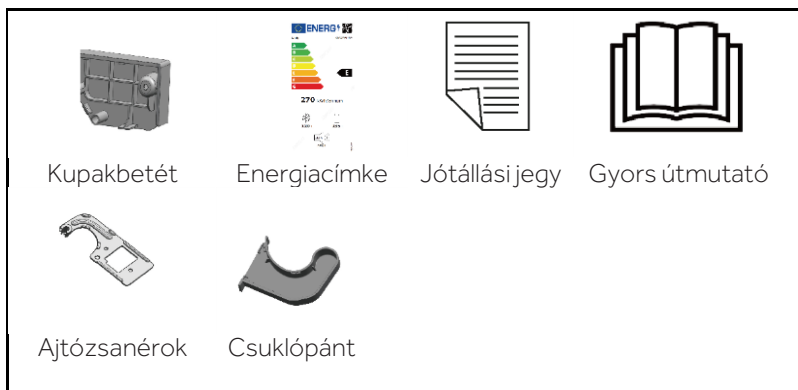 ENERG
E
270
Kupakbetét Energiacímke Jótállási jegy Gyors útmutató
Ajtózsanérok Csuklópánt